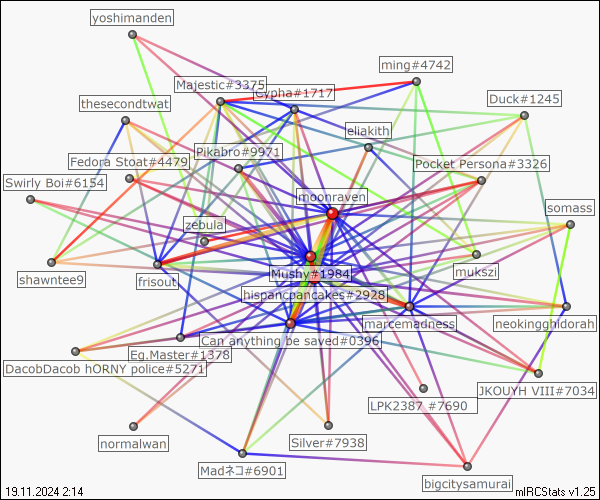 yoshimanden
ming#4742
Majestic#3375
Cypha#1717
Duck#1245
thesecondtwat
eliakith
Pikabro#9971
Fedora Stoat#4479
Pocket Persona#3326
Swirly Boi#6154
moonraven
somass
zebula
Mushy#1984
mukszi
shawntee9
frisout
hispancpancakes#2928
marcemadness
neokingghidorah
Can anything be saved#0396
Eg.Master#1378
DacobDacob hORNY police#5271
JKOUYH VIII#7034
LPK2387 #7690
normalwan
Silver#7938
Madネコ#6901
bigcitysamurai
19.11.2024 2:14
mIRCStats v1.25